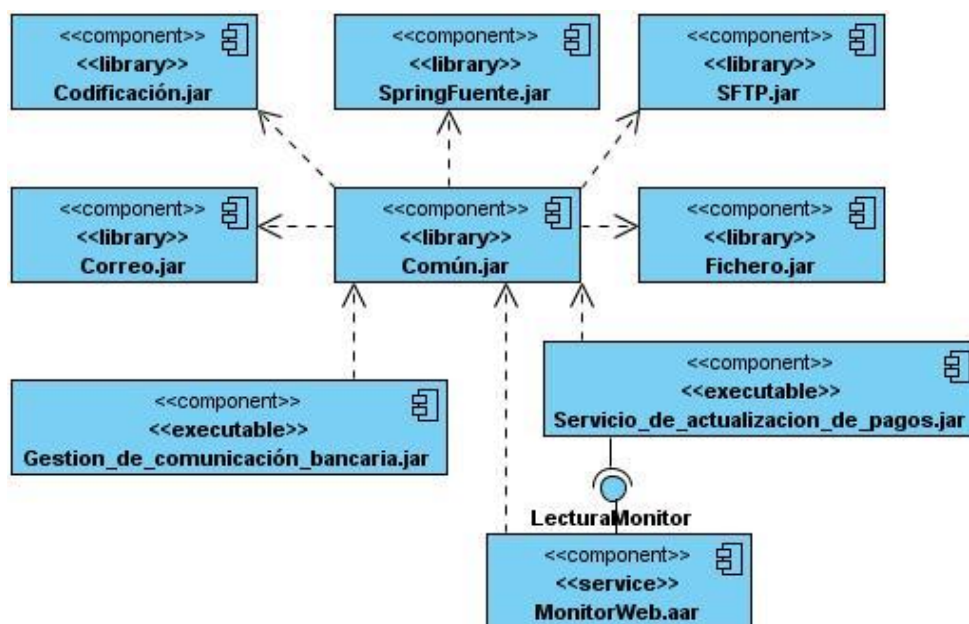 <<component>>
<<library>>
Codificación.jar
<<component>>
<<library>>
SpringFuente.jar
<<component>>
<<library>>
SFTP.jar
<<component>>
<<library>>
Correo.jar
<<component>>
<<library>>
Común.jar
<<component>>
<<library>>
Fichero.jar
<<component>>
<<executable>>
Gestion_de_comunicación_bancaria.jar
<<component>>
<<executable>>
Servicio_de_actualizacion_de_pagos.jar
LecturaMonitor
<<component>>
<<service>>
MonitorWeb.aar